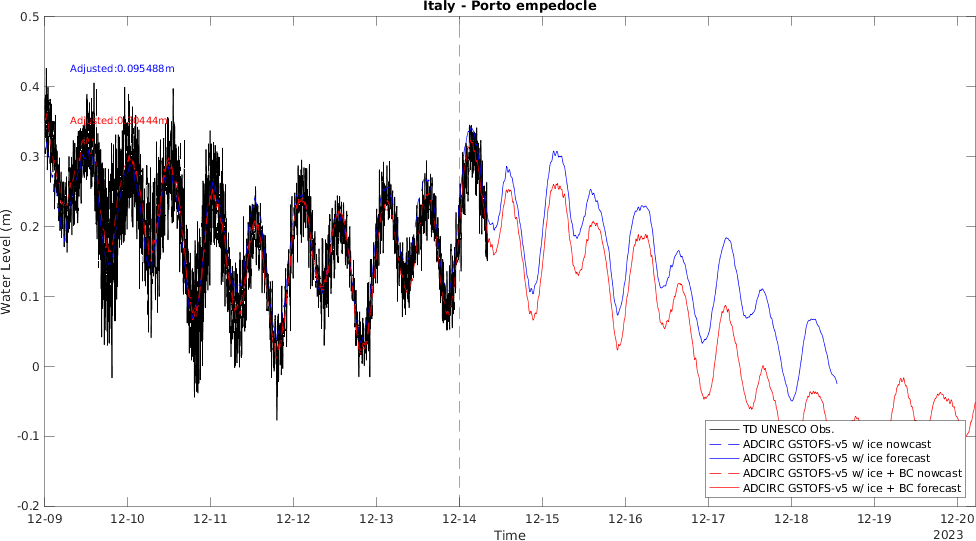 Italy - Porto empedocle
0.5
0.4
0.3
0.2
0.1
0
-0.1
-0.2
Water Level (m)
Adjusted:0.095488m
TD UNESCO Obs.
ADCIRC GSTOFS-v5 w/ ice nowcast
ADCIRC GSTOFS-v5 w/ ice forecast
ADCIRC GSTOFS-v5 w/ ice + BC nowcast
ADCIRC GSTOFS-v5 w/ ice + BC forecast
12-09 12-10 12-11 12-12 12-13 12-14 12-15 12-16 12-17 12-18 12-19 12-20
Time
2023